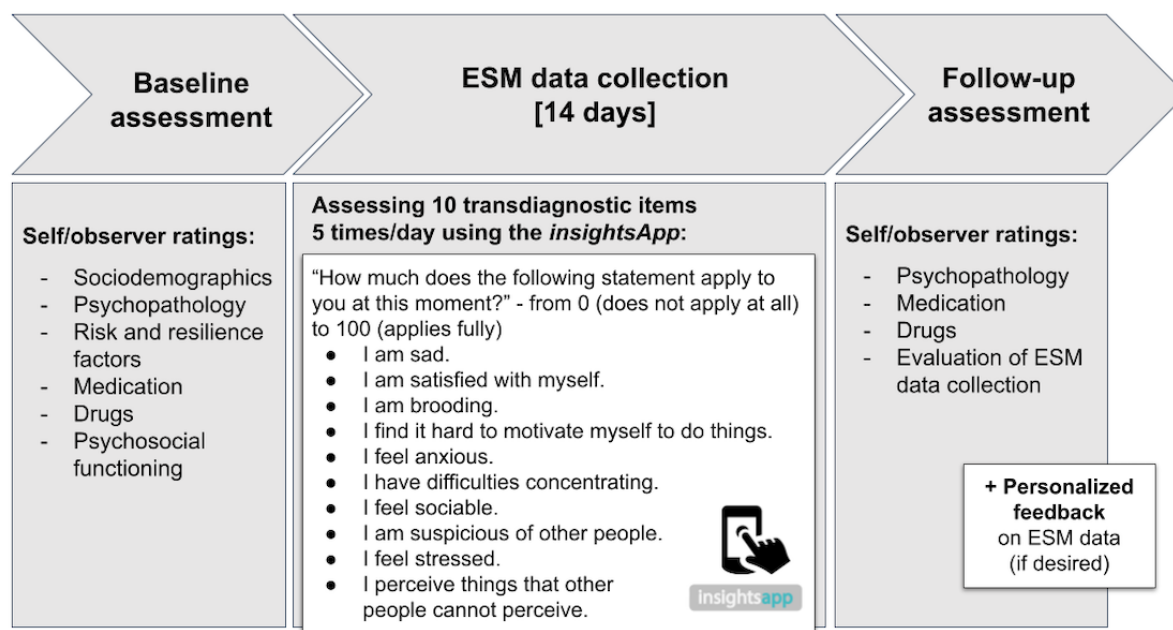 Baseline
assessment
ESM data collection
[14 days]
Follow-up
assessment
Self/observer ratings:
- Sociodemographics
- Psychopathology
- Risk and resilience
factors
- Medication
- Drugs
- Psychosocial
functioning
Assessing 10 transdiagnostic items
5 times/day using the insightsApp:
“How much does the following statement apply to
you at this moment?” - from 0 (does not apply at all)
to 100 (applies fully)
● I am sad.
● I am satisfied with myself.
● I am brooding.
● I find it hard to motivate myself to do things.
● I feel anxious.
● I have difficulties concentrating.
● I feel sociable.
● I am suspicious of other people.
● I feel stressed.
● I perceive things that other
people cannot perceive.
insightsapp
Self/observer ratings:
- Psychopathology
- Medication
- Drugs
- Evaluation of ESM
data collection
+ Personalized
feedback
on ESM data
(if desired)